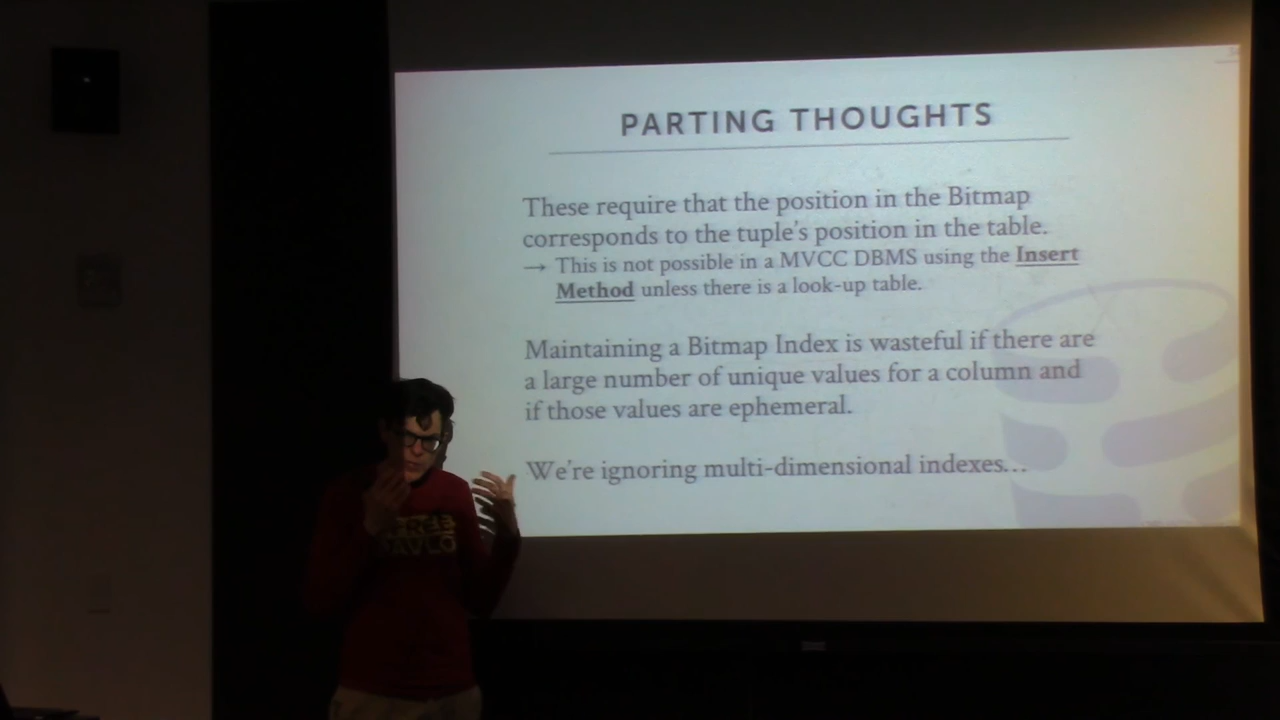 PARTING THOUGHTS
These require that the position in the Bitmap
corresponds to the tuple's position in the table.
→ This is not possible in a MVCC DBMS using the Insert
Method unless there is a look-up table.
Maintaining a Bitmap Index is wasteful if there are
a large number of unique values for a column and
if those values are ephemeral.
We're ignoring multi-dimensional indexes...